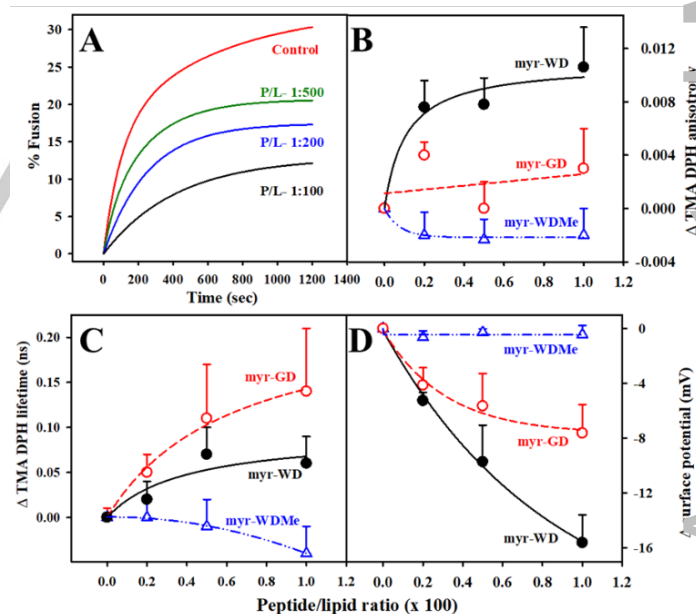 A
% Fusion
30
25
20
15
10
5
0
Control
P/L- 1:500
P/L- 1:200
P/L- 1:100
0 200 400 600 800 1000 1200 1400
Time (sec)
B
myr-WD
myr-GD
myr-WDMe
0.012
0.008
0.004
0.000
-0.004
Δ TMA DPH anisotropy
0.0 0.2 0.4 0.6 0.8 1.0 1.2
C
Δ TMA DPH lifetime (ns)
0.20
0.15
0.10
0.05
0.00
myr-GD
myr-WD
myr-WDMe
0.0 0.2 0.4 0.6 0.8 1.0 1.2
D
myr-WDMe
myr-GD
myr-WD
0
-4
-8
-12
-16
surface potential (mV)
0.0 0.2 0.4 0.6 0.8 1.0 1.2
Peptide/lipid ratio (x 100)